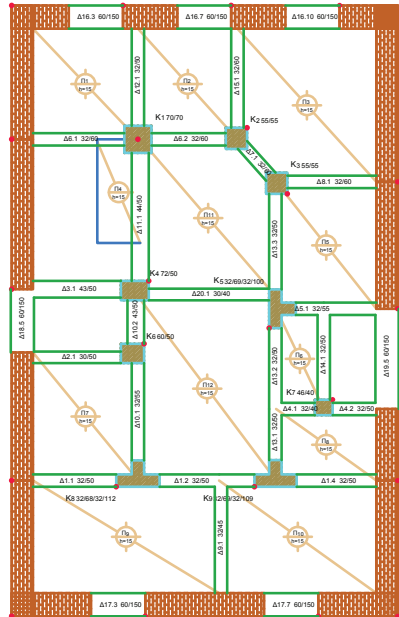 Δ16.3 60/150
Δ16.7 60/150
Δ16.10 60/150
Π1
h=15
Π2
h=15
Π3
h=15
Δ12.1 32/60
Δ15.1 32/60
K1 70/70
K2 55/55
Δ6.1 32/60
Δ6.2 32/60
Δ7.1 32/60
K3 55/55
Δ8.1 32/60
Π4
h=15
Δ11.1 44/50
Π11
h=15
Δ13.3 32/50
Π5
h=15
K4 72/50
K5 32/69/32/100
Δ3.1 43/50
Δ20.1 30/40
Δ18.5 60/150
Δ10.2 43/50
Δ5.1 32/55
K6 60/50
Δ2.1 30/50
Δ13.2 32/50
Π6
h=15
Δ14.1 32/50
Δ19.3 60/150
Π7
h=15
Δ10.1 32/55
Π12
h=15
K7 46/40
Δ4.1 32/40
Δ4.2 32/50
Δ13.1 32/50
Π8
h=15
Δ1.1 32/50
Δ1.2 32/50
Δ1.4 32/50
K8 32/68/32/112
K9 32/69/32/109
Π9
h=15
Δ9.1 32/45
Π10
h=15
Δ17.3 60/150
Δ17.7 60/150